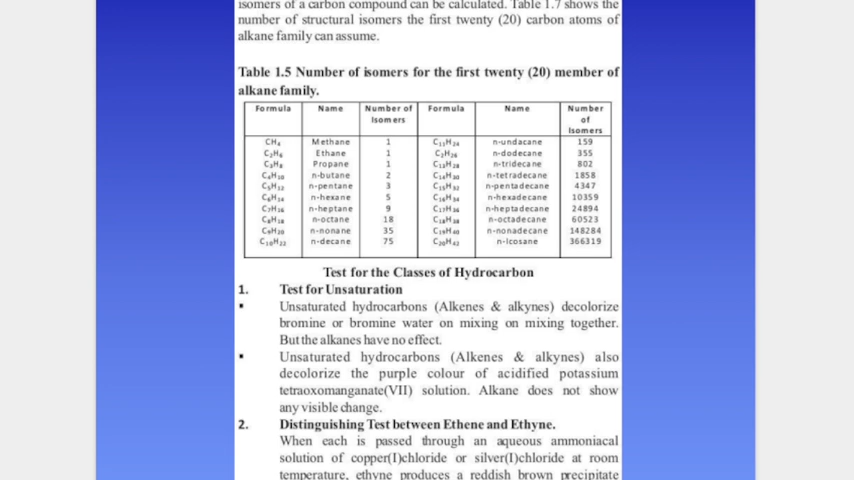 isomers of a carbon compound can be calculated. Table 1.7 shows the
number of structural isomers the first twenty (20) carbon atoms of
alkane family can assume.
Table 1.5 Number of isomers for the first twenty (20) member of
alkane family.
Formula Name Number of Isomers Formula Name Number of Isomers
CH₄ Methane 1 C₁₁H₂₄ n-undacane 159
C₂H₆ Ethane 1 C₂H₂₆ n-dodecane 355
C₃H₈ Propane 1 C₁₃H₂₈ n-tridecane 802
C₄H₁₀ n-butane 2 C₁₄H₃₀ n-tetradecane 1858
C₅H₁₂ n-pentane 3 C₁₅H₃₂ n-pentadecane 4347
C₆H₁₄ n-hexane 5 C₁₆H₃₄ n-hexadecane 10359
C₇H₁₆ n-heptane 9 C₁₇H₃₆ n-heptadecane 24894
C₈H₁₈ n-octane 18 C₁₈H₃₈ n-octadecane 60523
C₉H₂₀ n-nonane 35 C₁₉H₄₀ n-nonadecane 148284
C₁₀H₂₂ n-decane 75 C₂₀H₄₂ n-Icosane 366319
Test for the Classes of Hydrocarbon
1. Test for Unsaturation
▪ Unsaturated hydrocarbons (Alkenes & alkynes) decolorize
bromine or bromine water on mixing on mixing together.
But the alkanes have no effect.
▪ Unsaturated hydrocarbons (Alkenes & alkynes) also
decolorize the purple colour of acidified potassium
tetraoxomanganate(VII) solution. Alkane does not show
any visible change.
2. Distinguishing Test between Ethene and Ethyne.
When each is passed through an aqueous ammoniacal
solution of copper(I)chloride or silver(I)chloride at room
temperature, ethyne produces a reddish brown precipitate